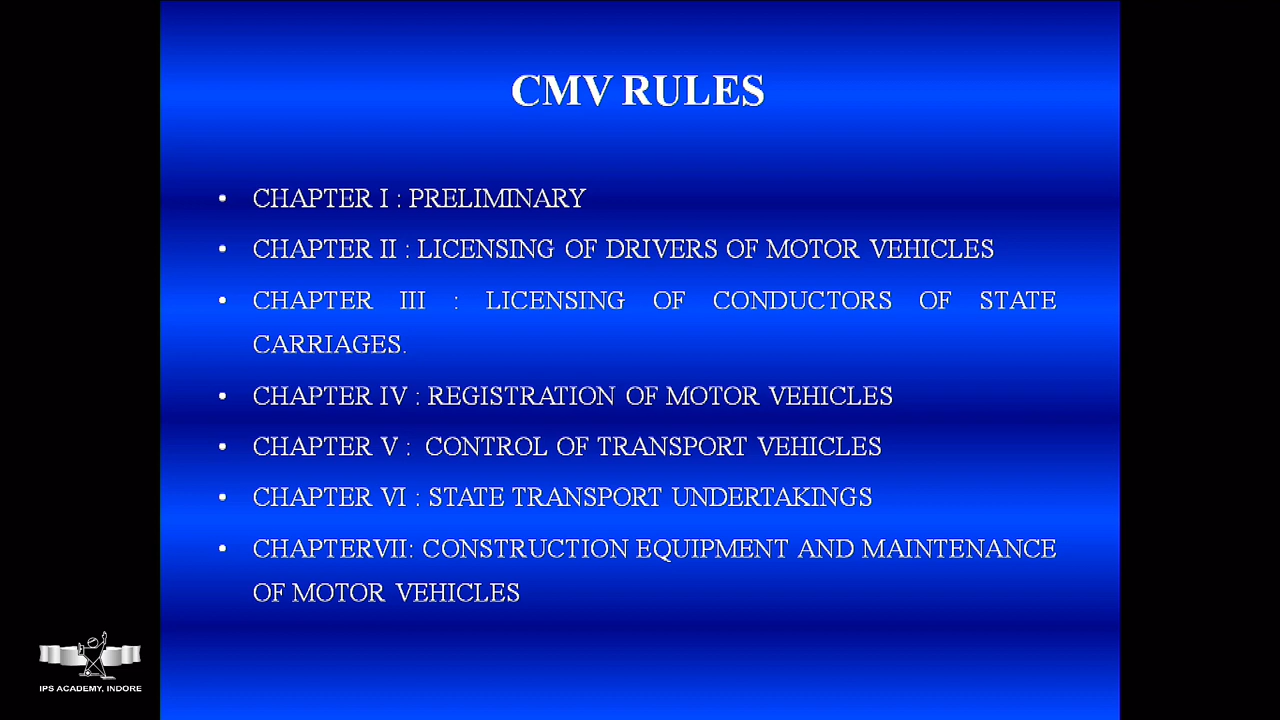 CMV RULES
• CHAPTER I : PRELIMINARY
• CHAPTER II : LICENSING OF DRIVERS OF MOTOR VEHICLES
• CHAPTER III : LICENSING OF CONDUCTORS OF STATE
CARRIAGES.
• CHAPTER IV : REGISTRATION OF MOTOR VEHICLES
• CHAPTER V : CONTROL OF TRANSPORT VEHICLES
• CHAPTER VI : STATE TRANSPORT UNDERTAKINGS
• CHAPTERVII: CONSTRUCTION EQUIPMENT AND MAINTENANCE
OF MOTOR VEHICLES
IPS ACADEMY, INDORE